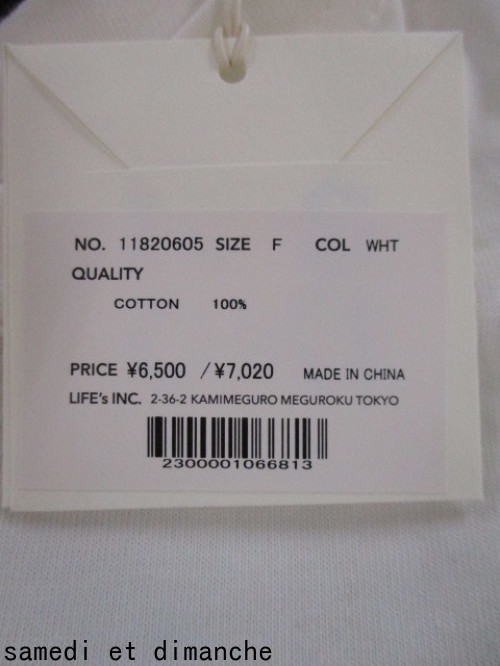 NO. 11820605 SIZE F COL WHT
QUALITY
COTTON 100%
PRICE ¥6,500 /¥7,020 MADE IN CHINA
LIFE's INC. 2-36-2 KAMIMEGURO MEGUROKU TOKYO
2300001066813
samedi et dimanche